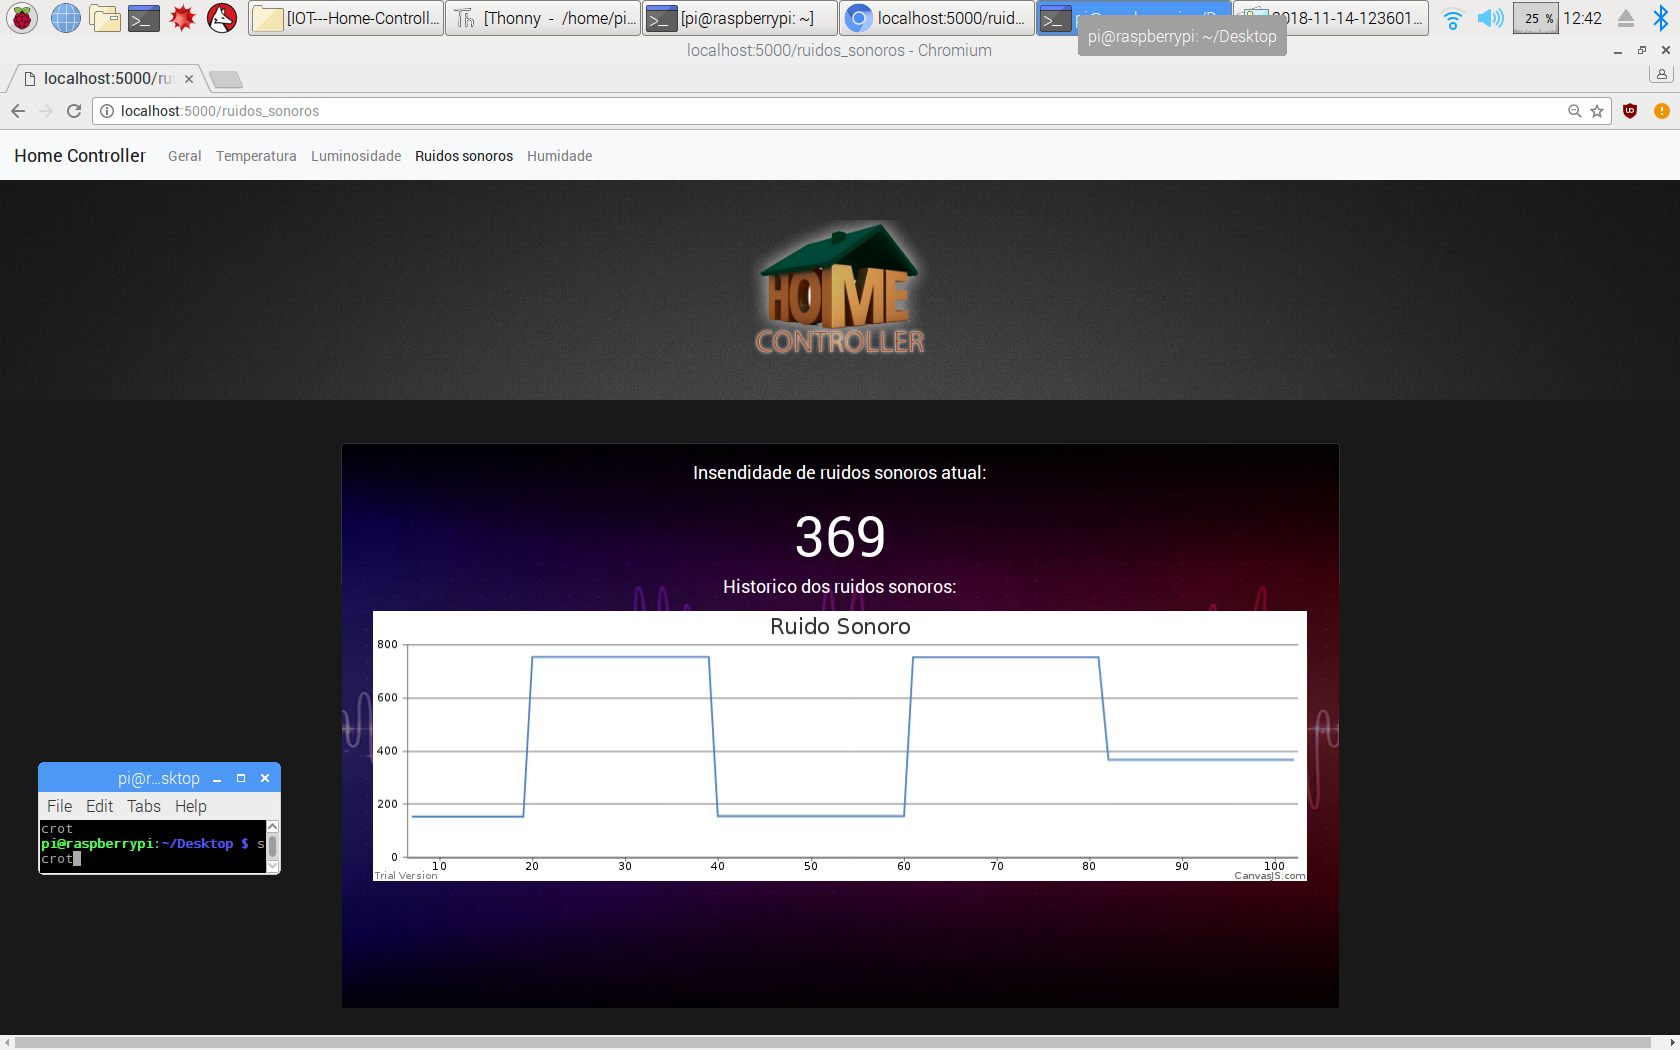 [IOT---Home-Controll...
[Thonny - /home/pi...
[pi@raspberrypi: ~]
localhost:5000/ruid...
2018-11-14-123601...
25 %
12:42
pi@raspberrypi: ~/Desktop
localhost:5000/ruidos_sonoros - Chromium
localhost:5000/rui
localhost:5000/ruidos_sonoros
Home Controller
Geral
Temperatura
Luminosidade
Ruidos sonoros
Humidade
HOME
CONTROLLER
Insendidade de ruidos sonoros atual:
369
Historico dos ruidos sonoros:
Ruido Sonoro
800
600
400
200
0
10 20 30 40 50 60 70 80 90 100
Trial Version
CanvasJS.com
pi@r...sktop
File Edit Tabs Help
crot
pi@raspberrypi:~/Desktop $ s
crot